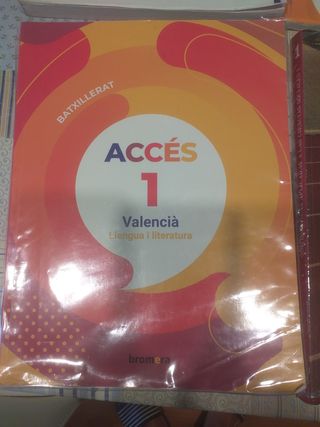 BATXILLERAT
ACCÉS
1
Valencià
Llengua i literatura
bromera